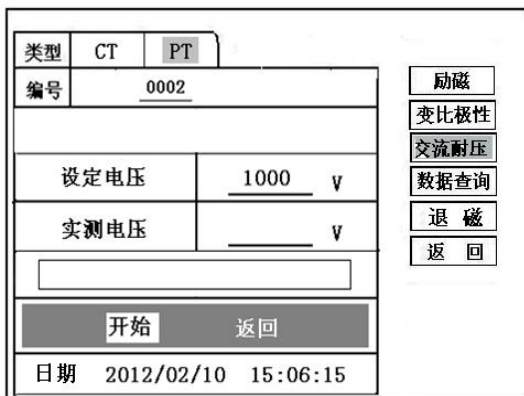 类型 CT PT
编号 0002
设定电压 1000 V
实测电压 V
开始 返回
日期 2012/02/10 15:06:15
励磁
变比极性
交流耐压
数据查询
退 磁
返 回